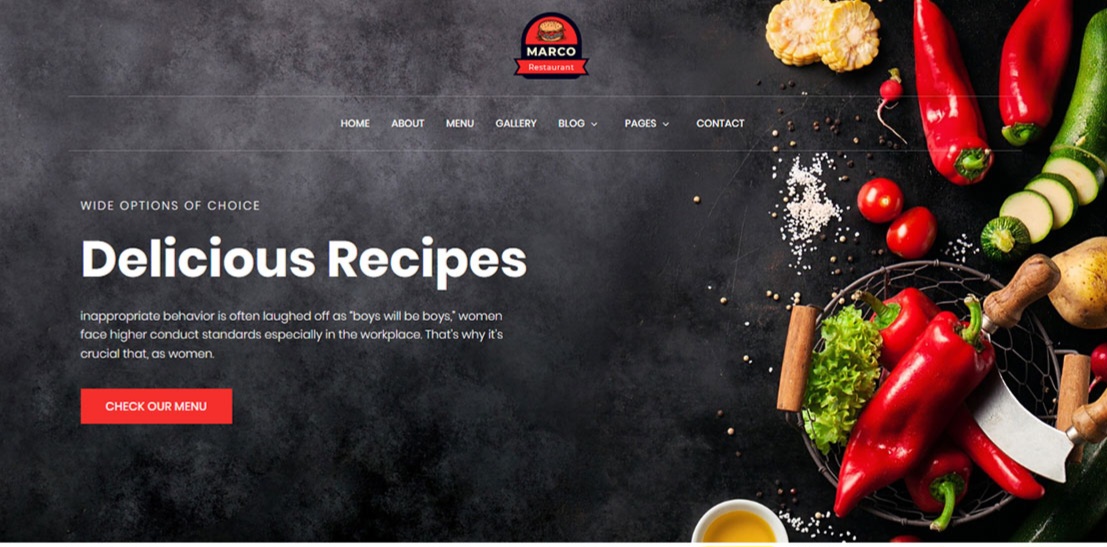 MARCO
Restaurant
HOME ABOUT MENU GALLERY BLOG PAGES CONTACT
WIDE OPTIONS OF CHOICE
Delicious Recipes
inappropriate behavior is often laughed off as “boys will be boys,” women
face higher conduct standards especially in the workplace. That’s why it’s
crucial that, as women.
CHECK OUR MENU